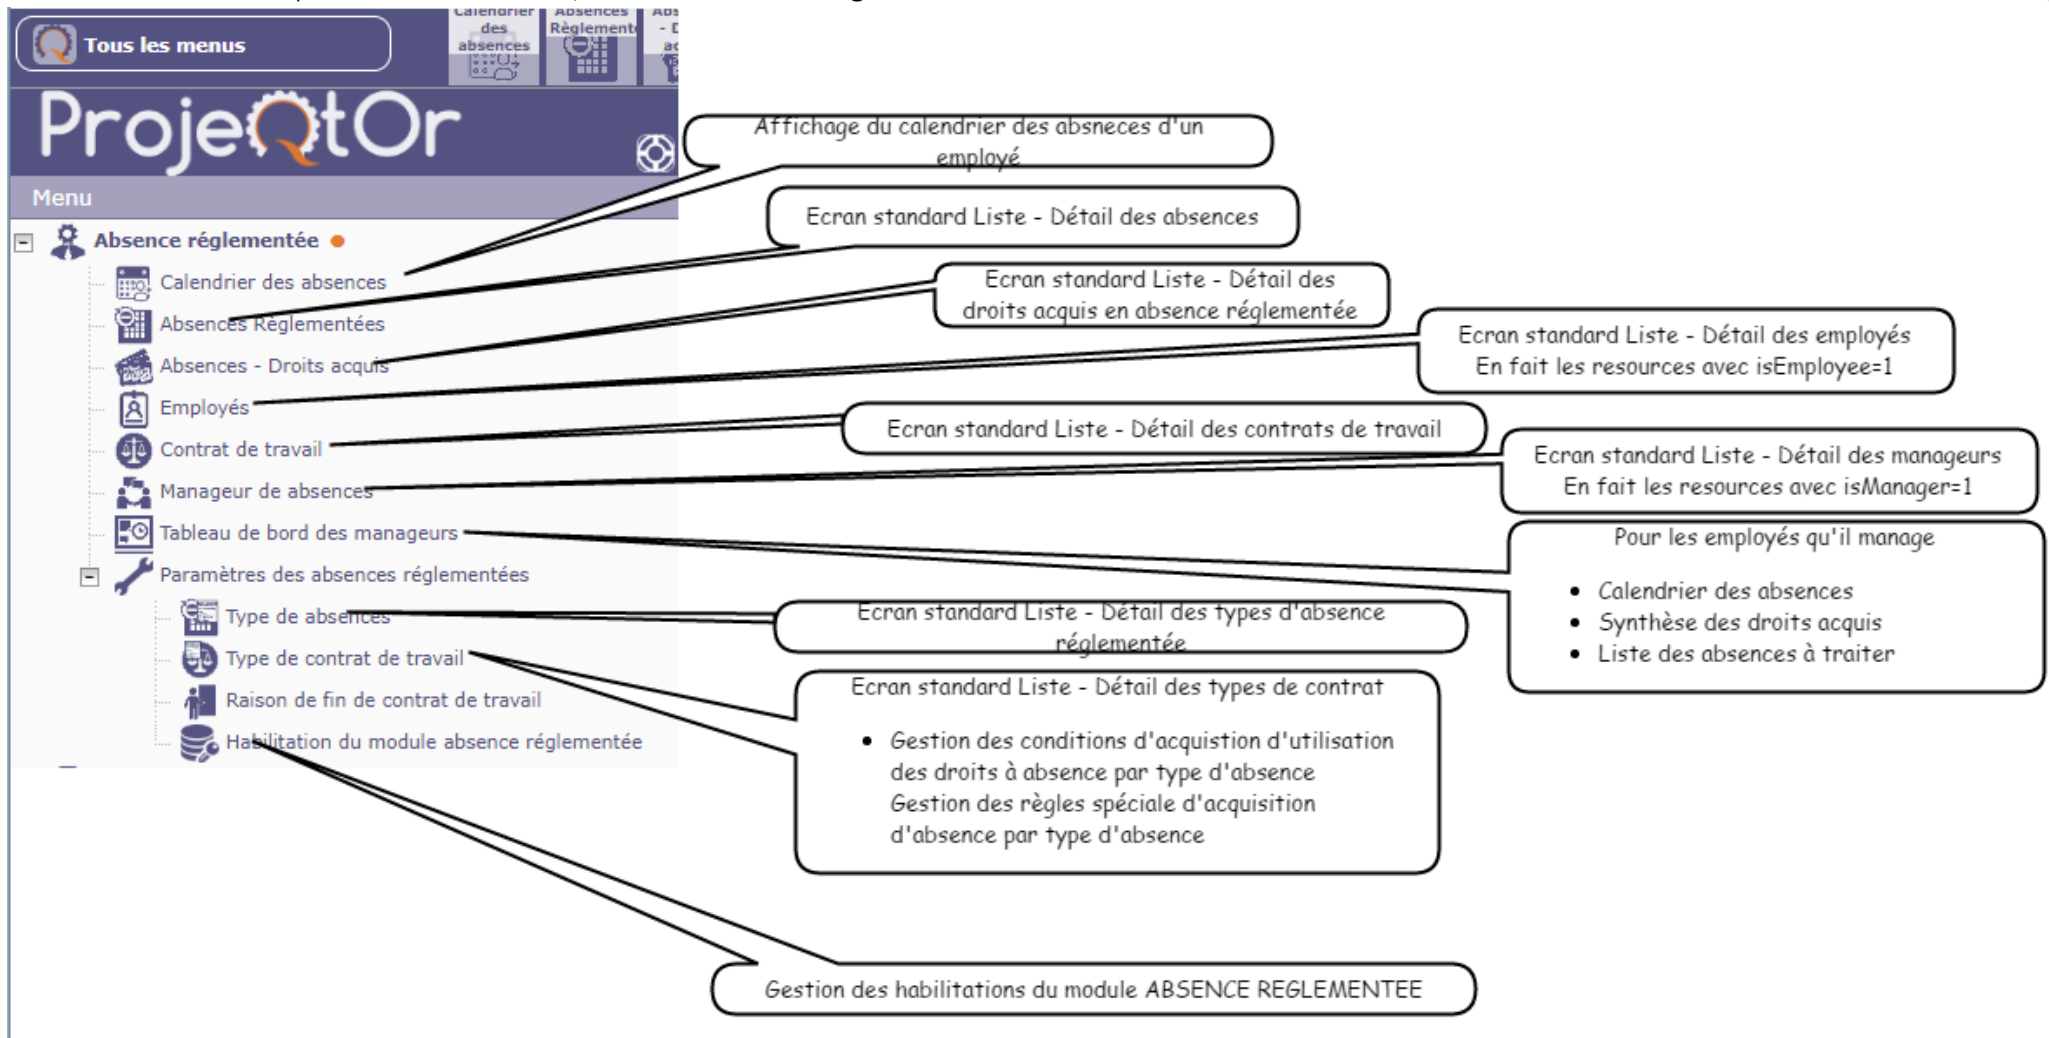 Tous les menus
Calendrier
des
absences
Absences
Règlement
Abs
ProjeQtOr
Menu
Absence réglementée
Calendrier des absences
Absences Règlementées
Absences - Droits acquis
Employés
Contrat de travail
Manageur de absences
Tableau de bord des manageurs
Paramètres des absences réglementées
Type de absences
Type de contrat de travail
Raison de fin de contrat de travail
Habilitation du module absence réglementée
Affichage du calendrier des absneces d'un
employé
Ecran standard Liste - Détail des absences
Ecran standard Liste - Détail des
droits acquis en absence réglementée
Ecran standard Liste - Détail des employés
En fait les resources avec isEmployee=1
Ecran standard Liste - Détail des contrats de travail
Ecran standard Liste - Détail des manageurs
En fait les resources avec isManager=1
Pour les employés qu'il manage
• Calendrier des absences
• Synthèse des droits acquis
• Liste des absences à traiter
Ecran standard Liste - Détail des types d'absence
réglementée
Ecran standard Liste - Détail des types de contrat
• Gestion des conditions d'acquistion d'utilisation
des droits à absence par type d'absence
Gestion des règles spéciale d'acquisition
d'absence par type d'absence
Gestion des habilitations du module ABSENCE REGLEMENTEE